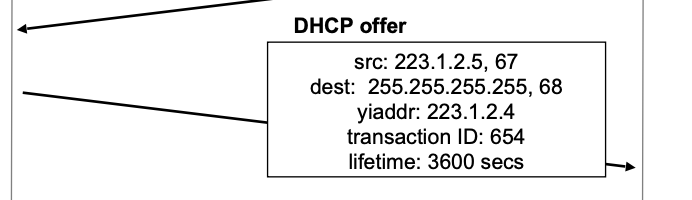 DHCP offer
src: 223.1.2.5, 67
dest:  255.255.255.255, 68
yiaddr: 223.1.2.4
transaction ID: 654
lifetime: 3600 secs